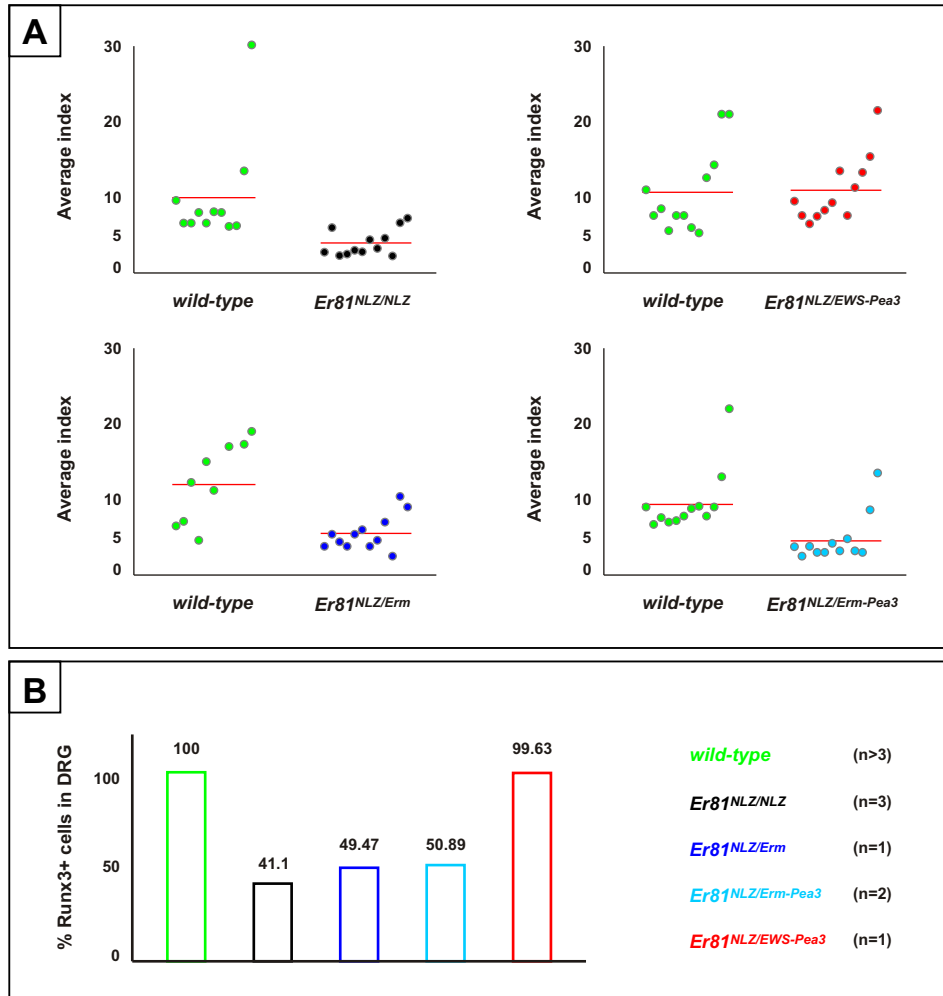 A
Average index
30
20
10
5
0
wild-type
Er81NLZ/NLZ
Average index
30
20
10
5
0
wild-type
Er81NLZ/EWS-Pea3
Average index
30
20
10
5
0
wild-type
Er81NLZ/Erm
Average index
30
20
10
5
0
wild-type
Er81NLZ/Erm-Pea3
B
% Runx3+ cells in DRG
100
50
0
100
41.1
49.47
50.89
99.63
wild-type (n>3)
Er81NLZ/NLZ (n=3)
Er81NLZ/Erm (n=1)
Er81NLZ/Erm-Pea3 (n=2)
Er81NLZ/EWS-Pea3 (n=1)